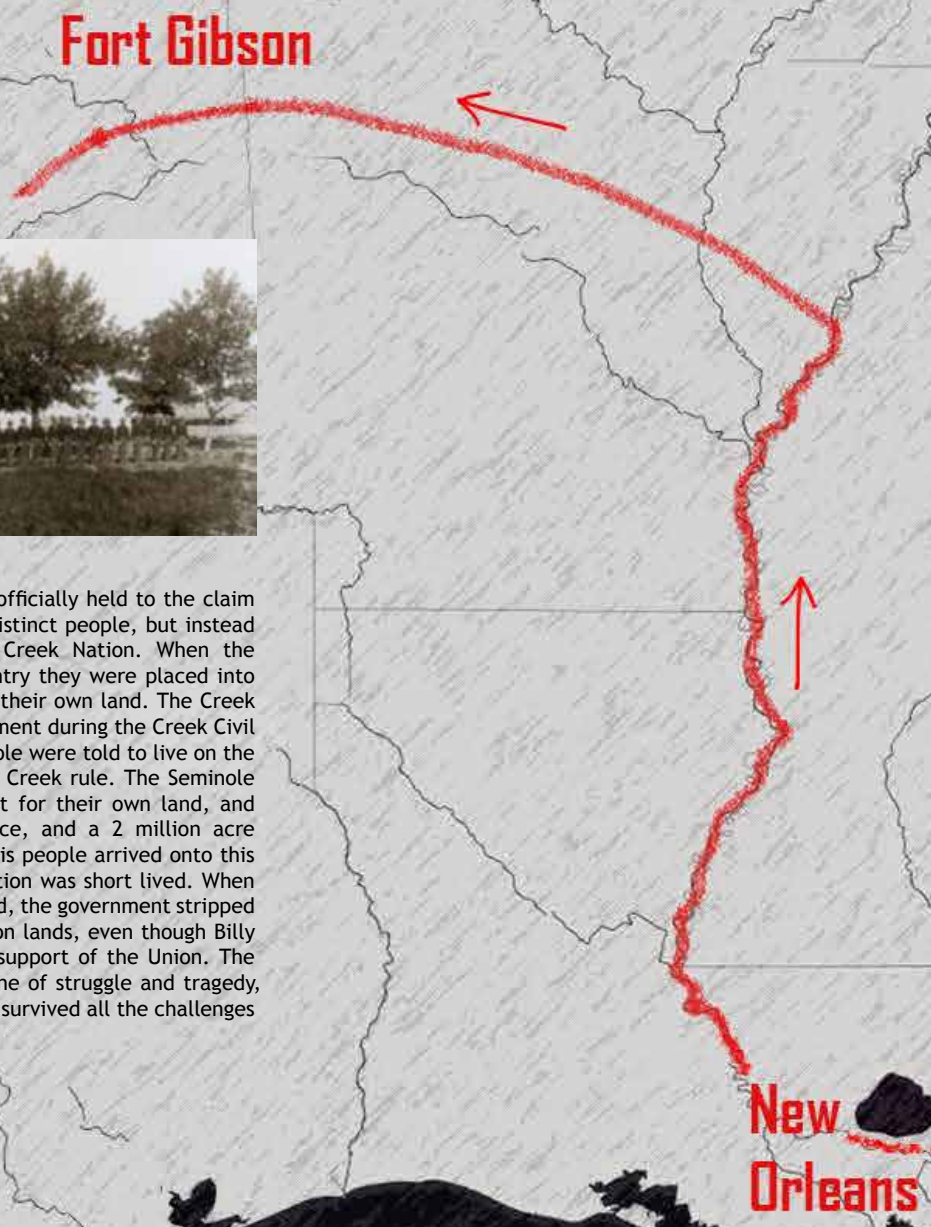 Fort Gibson
officially held to the claim
istinct people, but instead
Creek Nation. When the
ntry they were placed into
their own land. The Creek
ment during the Creek Civil
ple were told to live on the
Creek rule. The Seminole
t for their own land, and
ce, and a 2 million acre
is people arrived onto this
tion was short lived. When
d, the government stripped
on lands, even though Billy
support of the Union. The
ne of struggle and tragedy,
survived all the challenges
New
Orleans